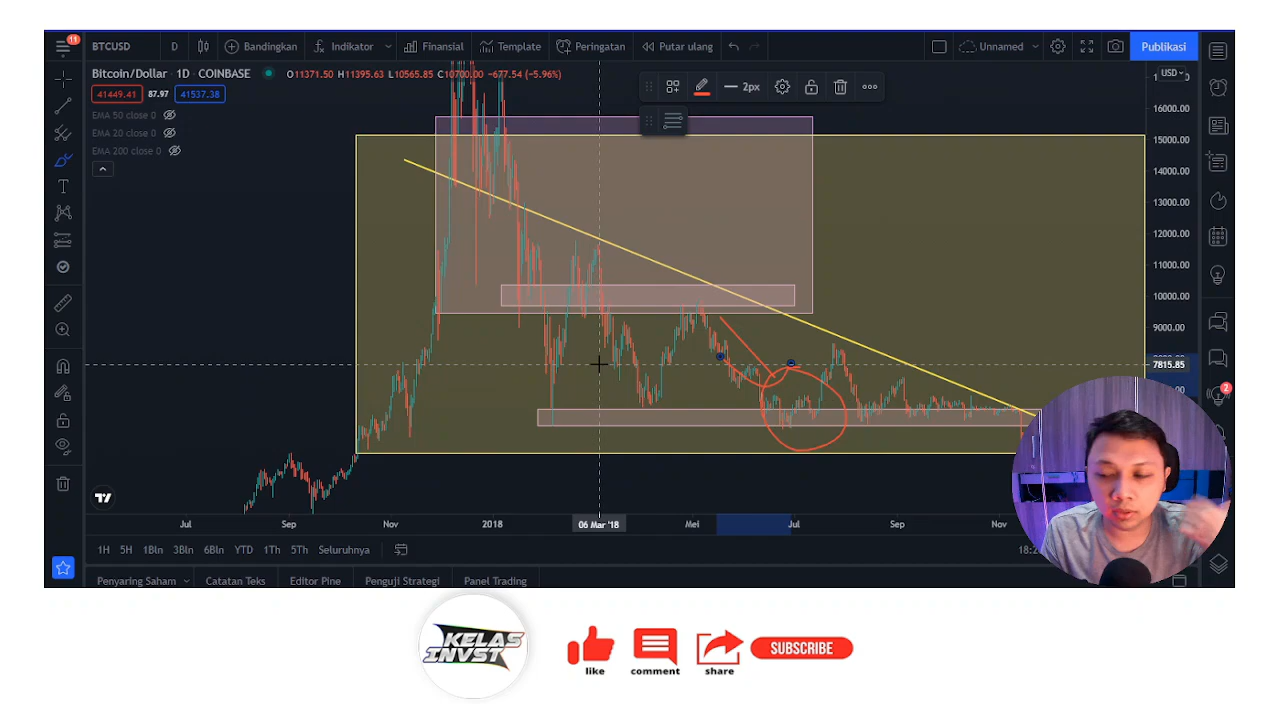 11
BTCUSD D Bandingkan Indikator Finansial Template Peringatan Putar ulang Unnamed Publikasi
Bitcoin/Dollar · 1D · COINBASE O11371.50 H11395.63 L10565.85 C10700.00 −677.54 (−5.96%)
USD
2px
41449.41 87.97 41537.38
EMA 50 close 0
EMA 20 close 0
EMA 200 close 0
16000.00
15000.00
14000.00
13000.00
12000.00
11000.00
10000.00
9000.00
7815.85
2
Jul Sep Nov 2018 06 Mar '18 Mei Jul Sep Nov
1H 5H 1Bln 3Bln 6Bln YTD 1Th 5Th Seluruhnya
Penyaring Saham Catatan Teks Editor Pine Penguji Strategi Panel Trading
KELAS
INVST
like comment share SUBSCRIBE